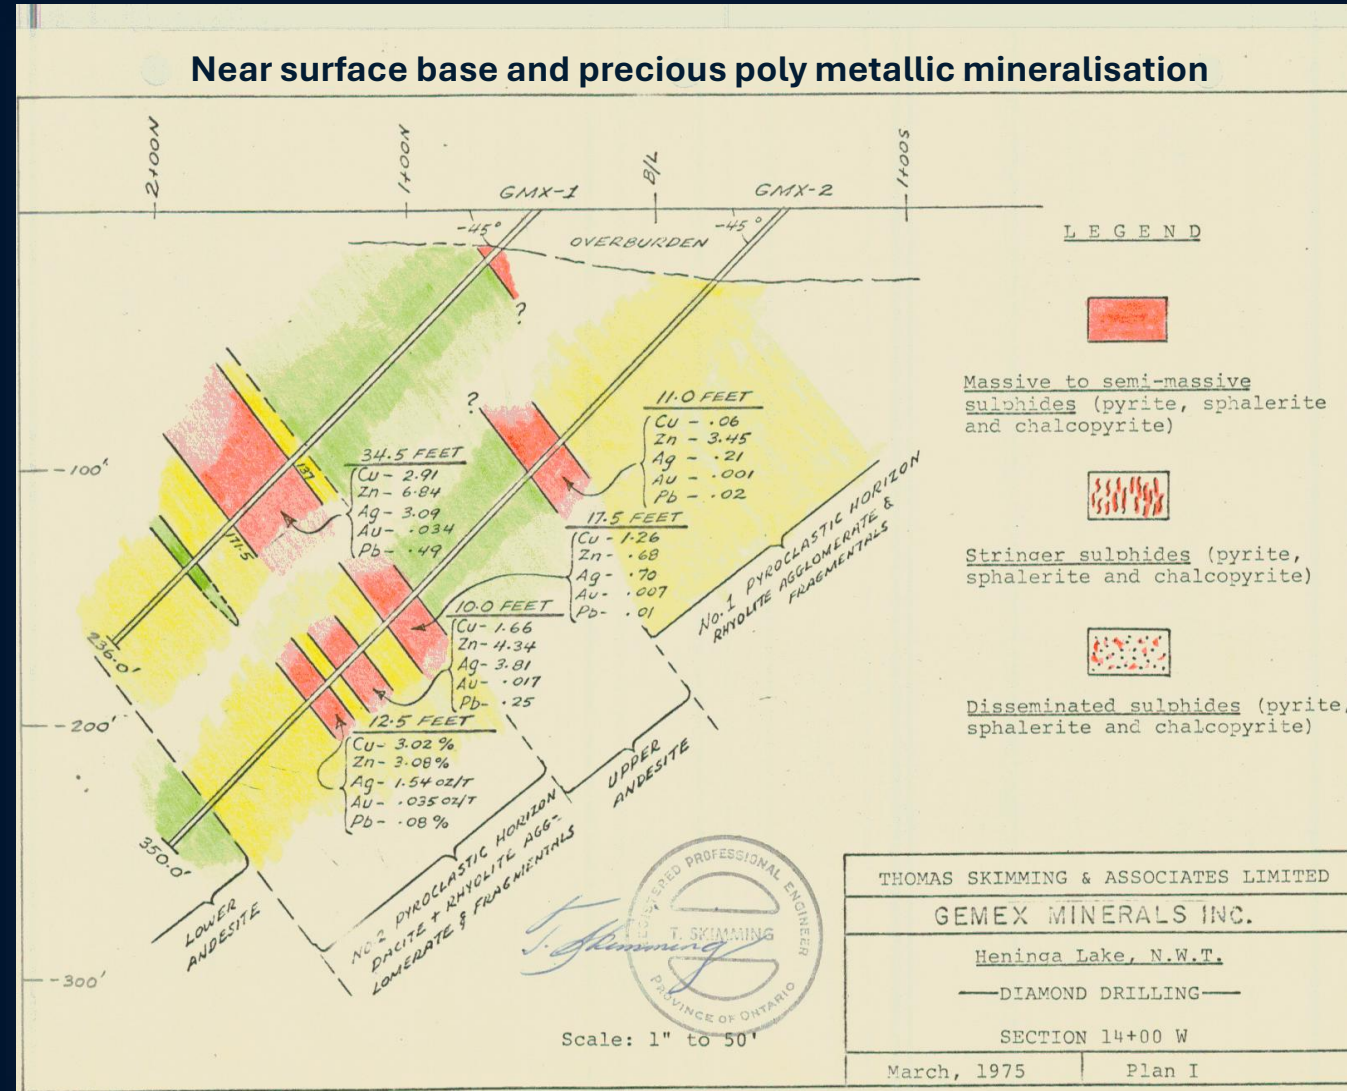 Near surface base and precious poly metallic mineralisation
2+00N
1+00N
B/L
1+00S
GMX-1
GMX-2
-45°
-45°
OVERBURDEN
LEGEND
Massive to semi-massive
sulphides (pyrite, sphalerite
and chalcopyrite)
Stringer sulphides (pyrite,
sphalerite and chalcopyrite)
Disseminated sulphides (pyrite,
sphalerite and chalcopyrite)
?
?
-100'
-200'
-300'
137
171.5
236.0'
350.0'
34.5 FEET
Cu- 2.91
Zn- 6.84
Ag- 3.09
Au- .034
Pb- .49
11.0 FEET
Cu - .06
Zn - 3.45
Ag - .21
Au - .001
Pb - .02
17.5 FEET
Cu- 1.26
Zn- .68
Ag- .70
Au- .007
Pb- .01
10.0 FEET
Cu- 1.66
Zn- 4.34
Ag- 3.81
Au- .017
Pb- .25
12.5 FEET
Cu- 3.02%
Zn- 3.08%
Ag- 1.54 OZ/T
Au- .035 OZ/T
Pb- .08%
No.1 PYROCLASTIC HORIZON
RHYOLITE AGGLOMERATE &
FRAGMENTALS
UPPER
ANDESITE
NO.2 PYROCLASTIC HORIZON
DACITE + RHYOLITE AGG-
LOMERATE & FRAGMENTALS
LOWER
ANDESITE
REGISTERED PROFESSIONAL ENGINEER
T. SKIMMING
PROVINCE OF ONTARIO
T. Skimming
Scale: 1" to 50'
THOMAS SKIMMING & ASSOCIATES LIMITED
GEMEX MINERALS INC.
Heninga Lake, N.W.T.
DIAMOND DRILLING
SECTION 14+00 W
March, 1975
Plan I